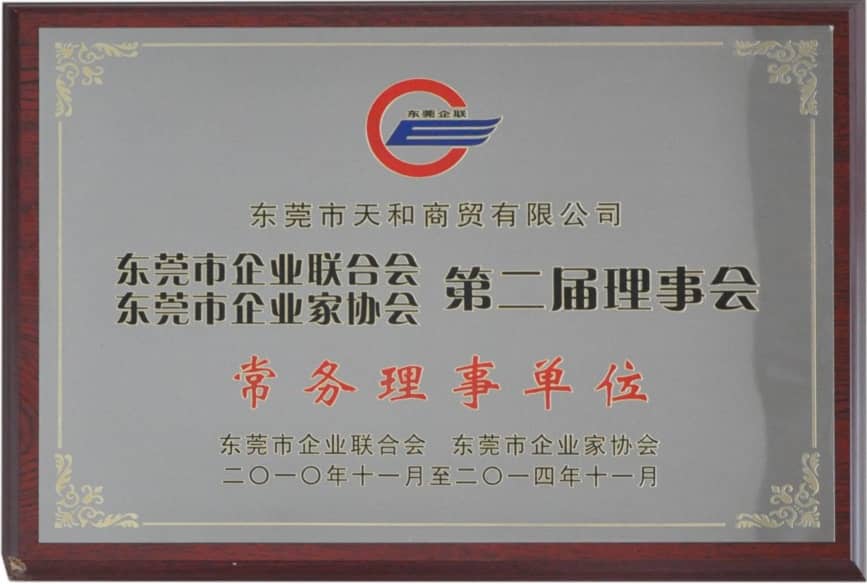 东莞企联
东莞市天和商贸有限公司
东莞市企业联合会
东莞市企业家协会
第二届理事会
常务理事单位
东莞市企业联合会 东莞市企业家协会
二〇一〇年十一月至二〇一四年十一月